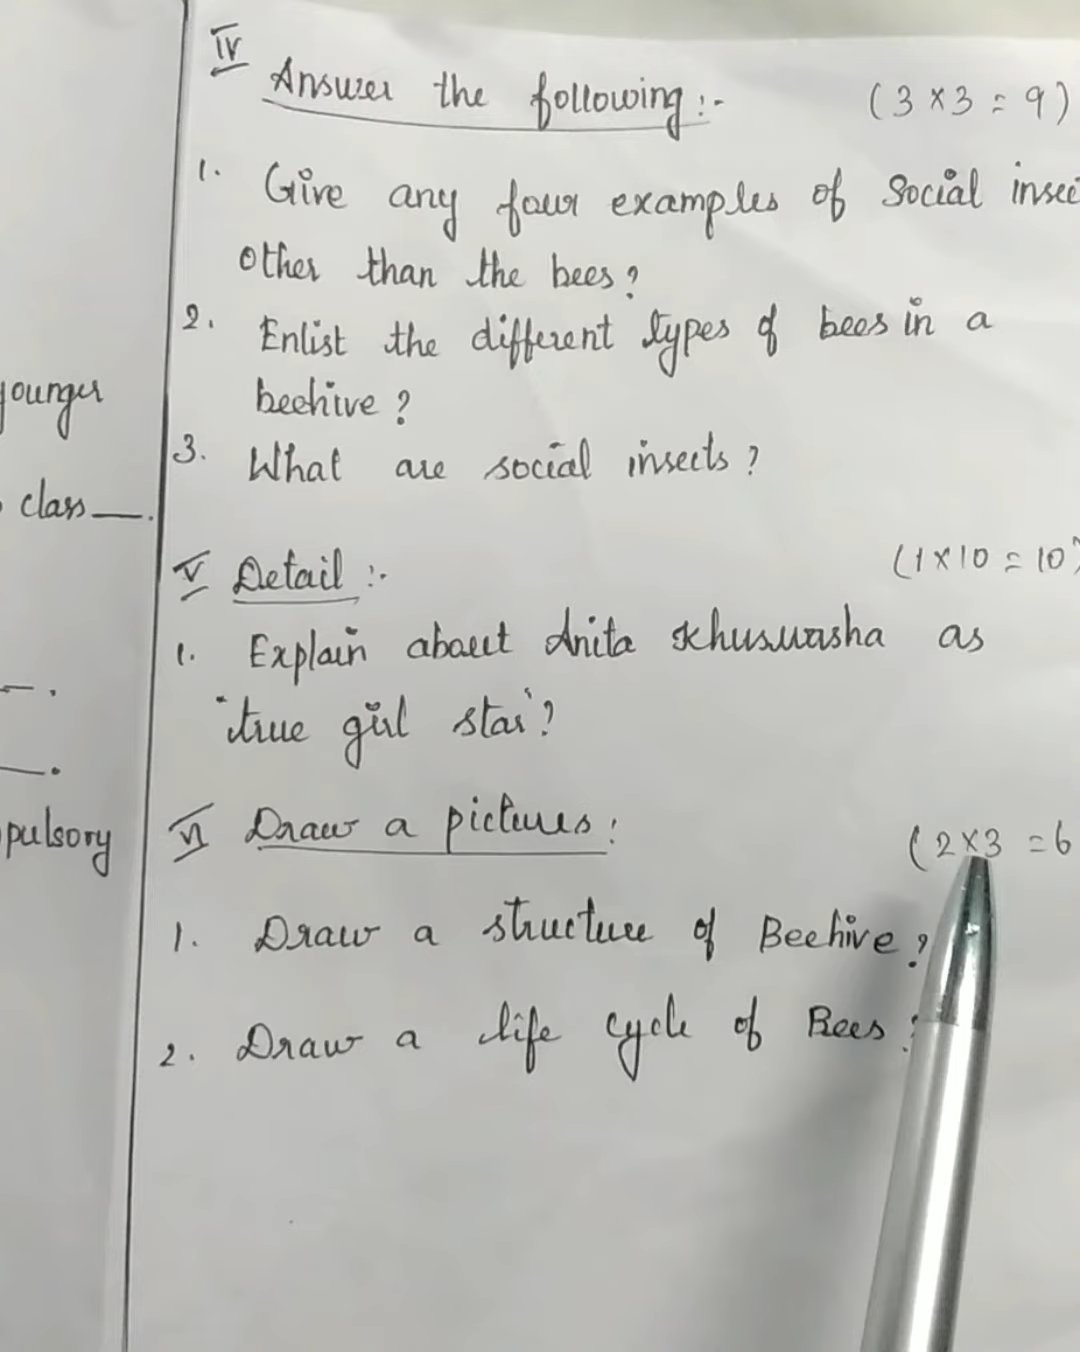 IV Answer the following :- (3 × 3 = 9)
1. Give any four examples of Social insec
other than the bees?
2. Enlist the different types of bees in a
beehive?
younger
3. What are social insects?
class ___.
V Detail :- (1 × 10 = 10)
1. Explain about Anita Khuswasha as
'true girl star'?
VI Draw a pictures: (2 × 3 = 6
pulsory
1. Draw a structure of Beehive?
2. Draw a life cycle of Bees?